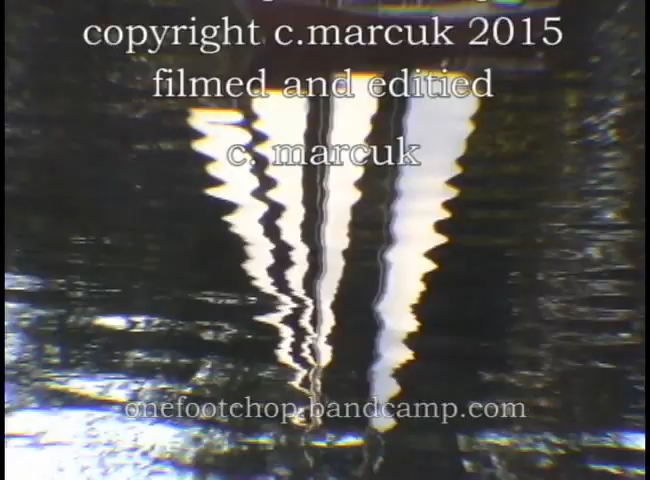 copyright c.marcuk 2015
filmed and editied
c. marcuk
onefootchop.bandcamp.com